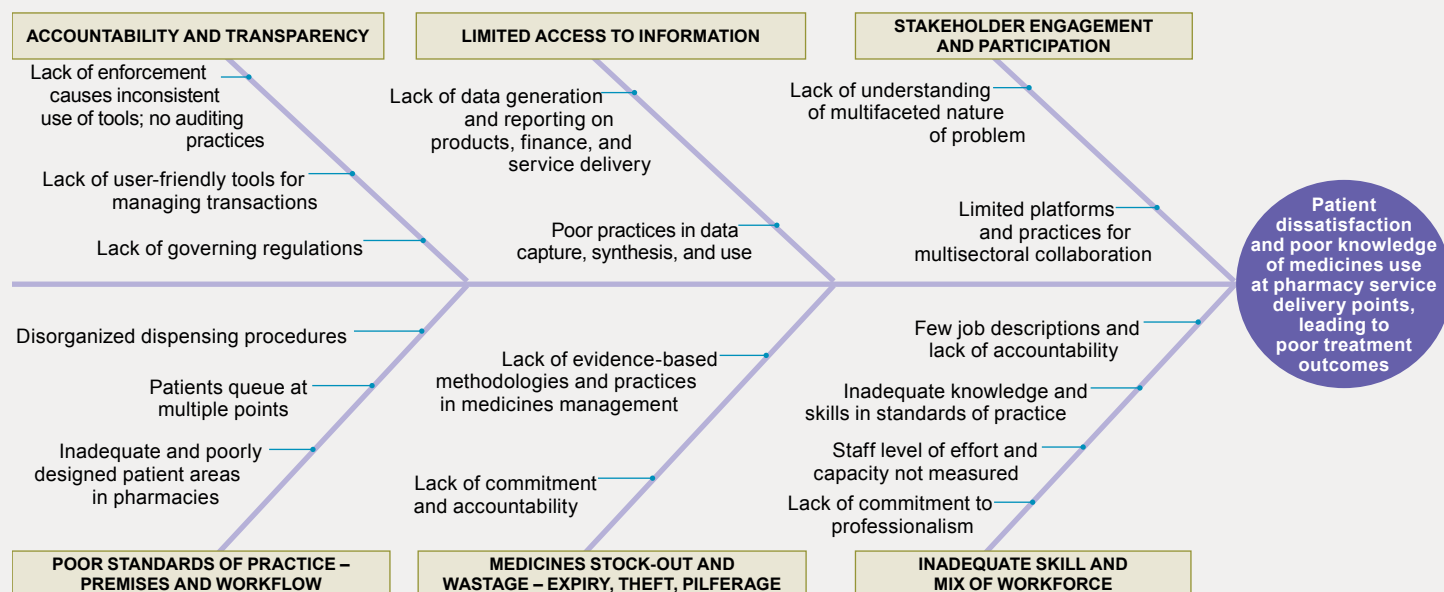 ACCOUNTABILITY AND TRANSPARENCY
Lack of enforcement
causes inconsistent
use of tools; no auditing
practices
Lack of user-friendly tools for
managing transactions
Lack of governing regulations
LIMITED ACCESS TO INFORMATION
Lack of data generation
and reporting on
products, finance, and
service delivery
Poor practices in data
capture, synthesis, and use
STAKEHOLDER ENGAGEMENT
AND PARTICIPATION
Lack of understanding
of multifaceted nature
of problem
Limited platforms
and practices for
multisectoral collaboration
Patient
dissatisfaction
and poor knowledge
of medicines use
at pharmacy service
delivery points,
leading to
poor treatment
outcomes
Disorganized dispensing procedures
Patients queue at
multiple points
Inadequate and poorly
designed patient areas
in pharmacies
POOR STANDARDS OF PRACTICE –
PREMISES AND WORKFLOW
Lack of evidence-based
methodologies and practices
in medicines management
Lack of commitment
and accountability
MEDICINES STOCK-OUT AND
WASTAGE – EXPIRY, THEFT, PILFERAGE
Few job descriptions and
lack of accountability
Inadequate knowledge and
skills in standards of practice
Staff level of effort and
capacity not measured
Lack of commitment to
professionalism
INADEQUATE SKILL AND
MIX OF WORKFORCE